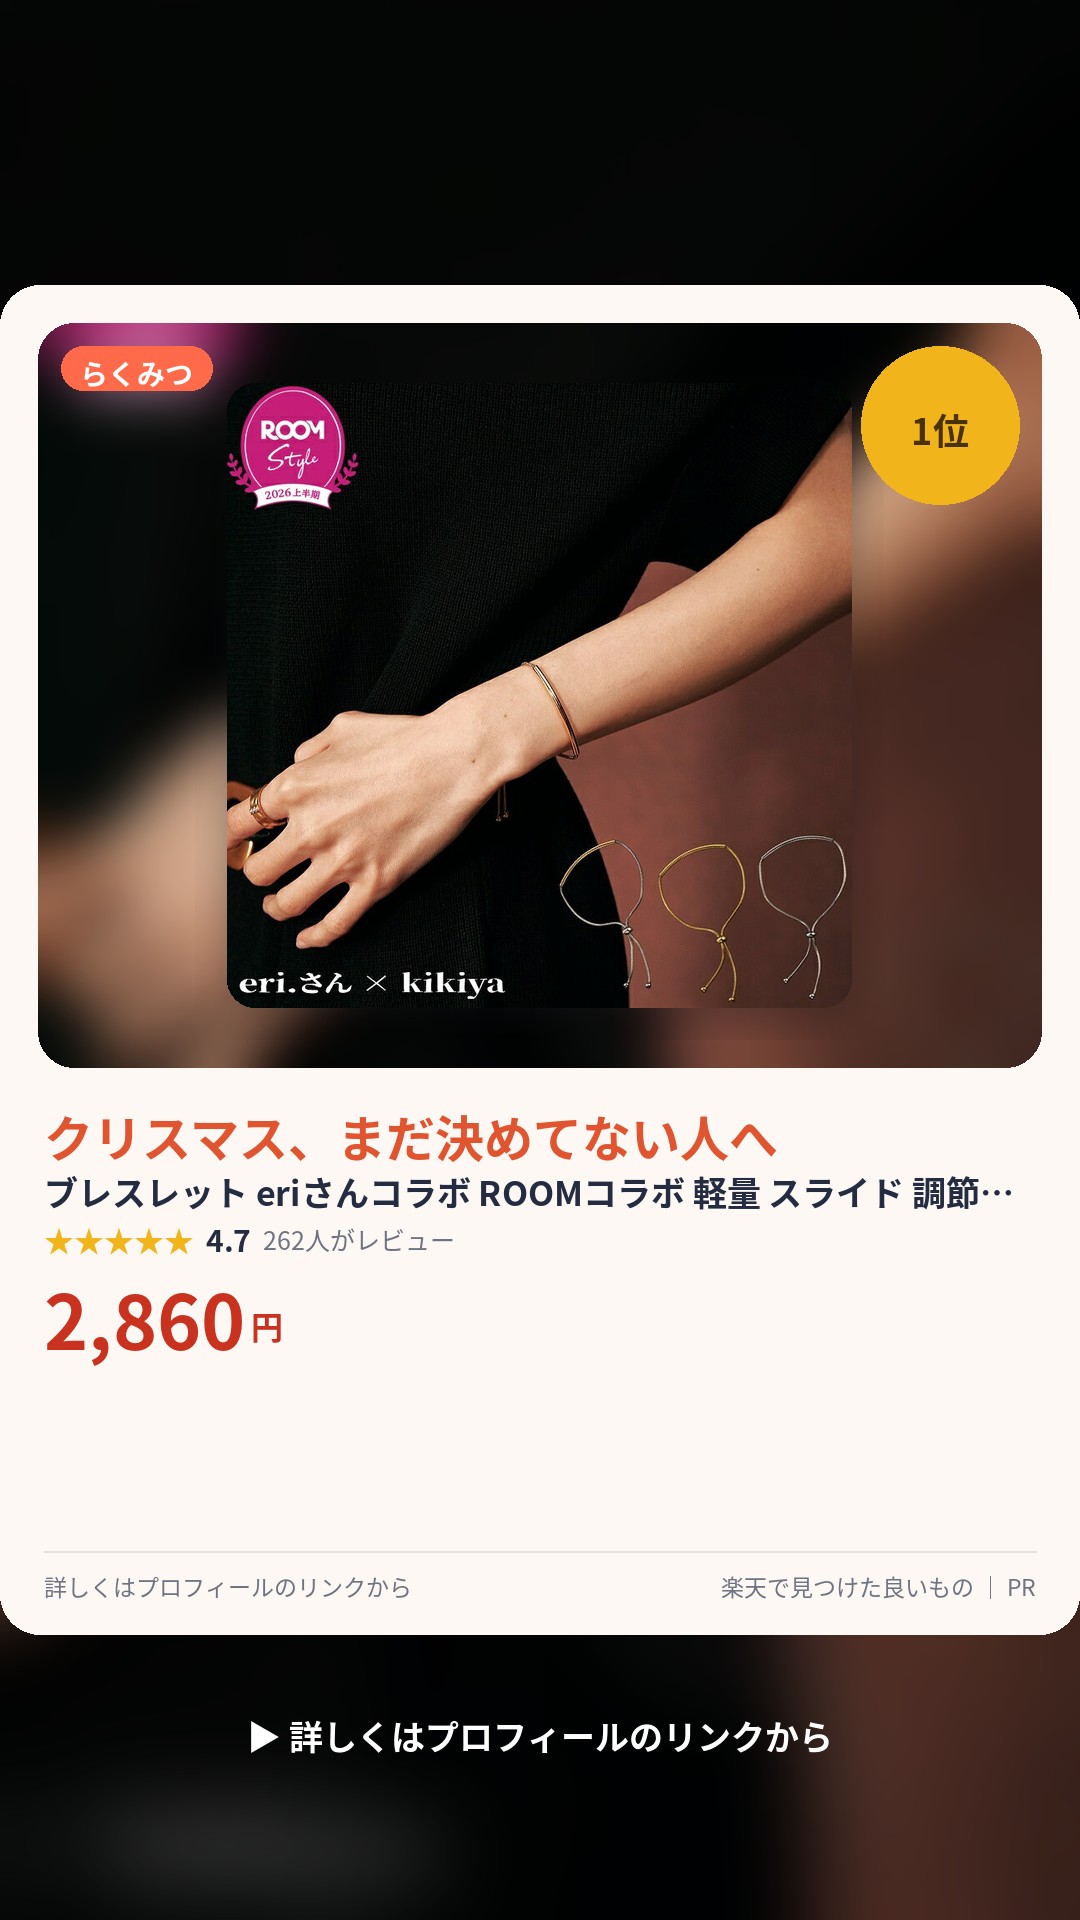 らくみつ
1位
ROOM
Style
2026上半期
eri.さん × kikiya
クリスマス、まだ決めてない人へ
ブレスレット eriさんコラボ ROOMコラボ 軽量 スライド 調節…
★★★★★ 4.7 262人がレビュー
2,860円
詳しくはプロフィールのリンクから
楽天で見つけた良いもの ｜ PR
▶ 詳しくはプロフィールのリンクから